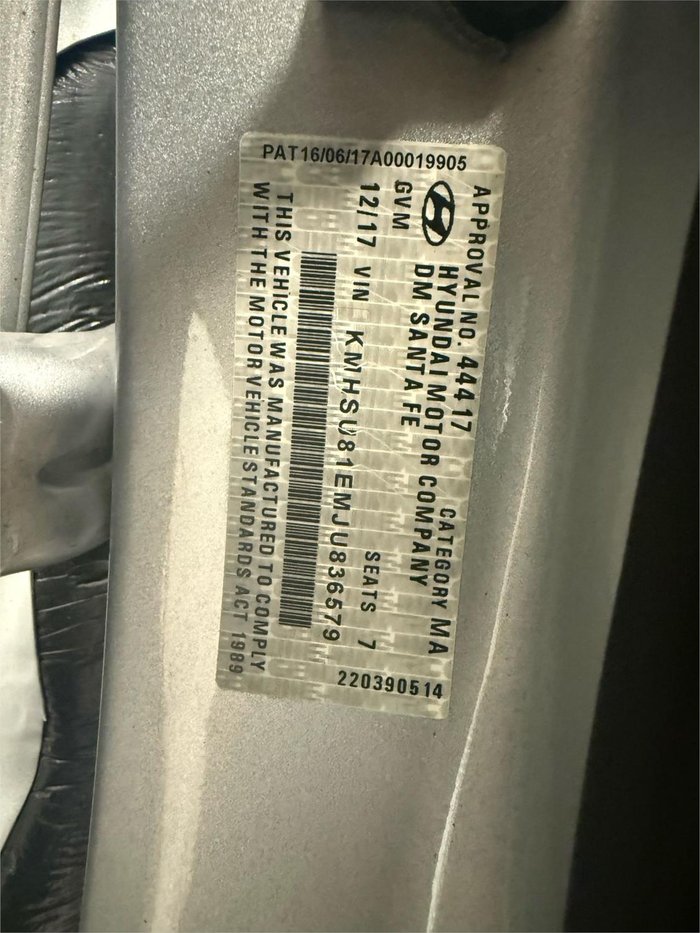 PAT16/06/17A00019905
APPROVAL NO. 44417 CATEGORY MA
HYUNDAI MOTOR COMPANY
DM SANTA FE
GVM SEATS 7
12/17 VIN KMHSU81EMJU836579
THIS VEHICLE WAS MANUFACTURED TO COMPLY
WITH THE MOTOR VEHICLE STANDARDS ACT 1989
220390514